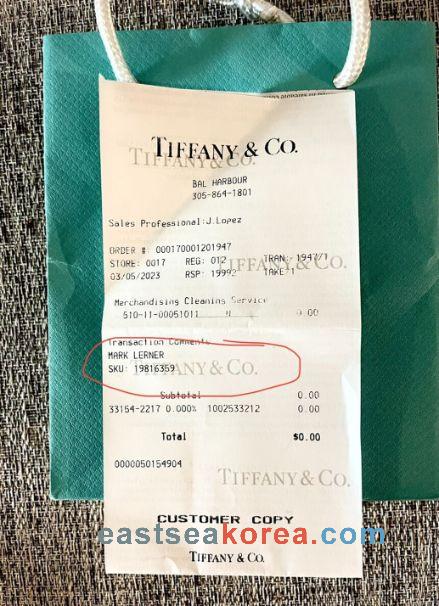 TIFFANY & CO.
TIFFANY & CO.
BAL HARBOUR
305-864-1801
Sales Professional:J.Lopez
ORDER #: 000170001201947
STORE: 0017 REG: 012 TRAN: 1947/1
03/05/2023 RSP: 19992 TAKE 1
TIFFANY & CO.
Merchandising Cleaning Service
610-11-00051011 N 0.00
Transaction Comments
MARK LERNER
SKU: 19816359
TIFFANY & CO.
Subtotal 0.00
33154-2217 0.000% 1002533212 0.00
Total $0.00
0000050154904
TIFFANY & CO.
CUSTOMER COPY
eastseakorea.com
TIFFANY & CO.